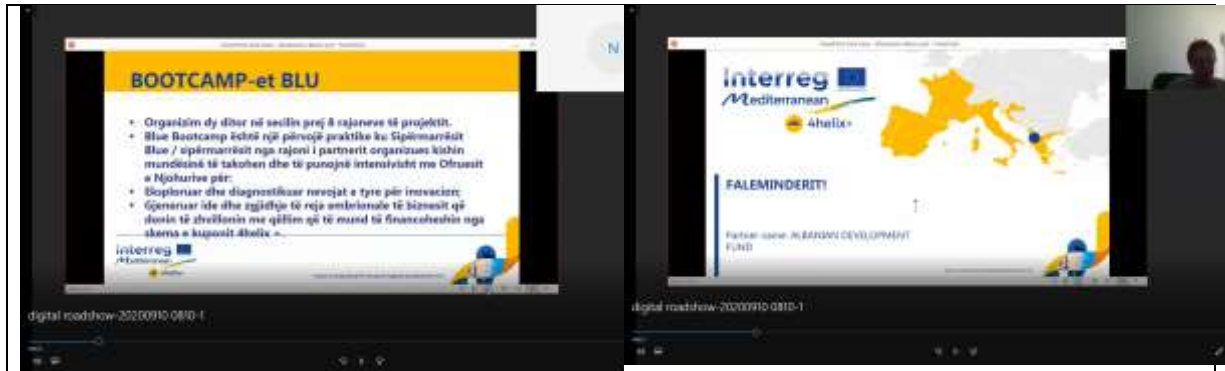 BOOTCAMP-et BLU
• Organizim dy ditor në secilin prej 8 rajoneve të projektit.
• Blue Bootcamp është një përvojë praktike ku Sipërmarrësit
Blue / sipërmarrësit nga rajoni i partnerit organizues kishin
mundësinë të takohen dhe të punojnë intensivisht me Ofruesit
e Njohurive për:
• Eksploruar dhe diagnostikuar nevojat e tyre për inovacion;
• Gjeneruar ide dhe zgjidhje të reja embrionale të biznesit që
donin të zhvillonin me qëllim që të mund të financoheshin nga
skema e kuponit 4helix +.
interreg
Mediterranean
N
digital roadshow-20200910 0810-1
Interreg
Mediterranean
4helix+
FALEMINDERIT!
Partner name: ALBANIAN DEVELOPMENT
FUND
digital roadshow-20200910 0810-1